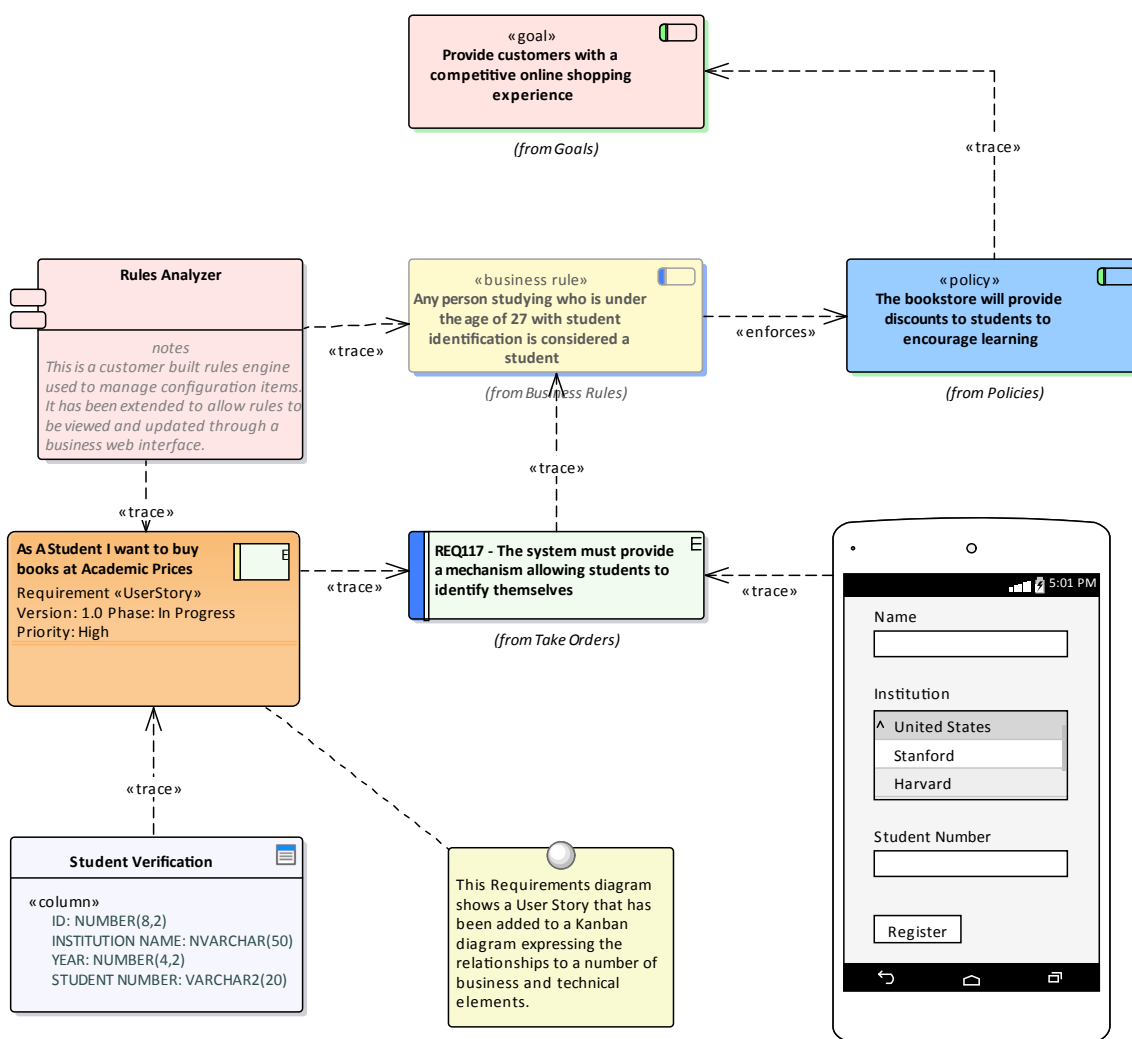 «goal»
Provide customers with a
competitive online shopping
experience
(from Goals)
«trace»
Rules Analyzer
notes
This is a customer built rules engine
used to manage configuration items.
It has been extended to allow rules to
be viewed and updated through a
business web interface.
«trace»
«business rule»
Any person studying who is under
the age of 27 with student
identification is considered a
student
(from Business Rules)
«enforces»
«policy»
The bookstore will provide
discounts to students to
encourage learning
(from Policies)
«trace»
«trace»
As A Student I want to buy
books at Academic Prices
E
Requirement «UserStory»
Version: 1.0 Phase: In Progress
Priority: High
«trace»
REQ117 - The system must provide
a mechanism allowing students to
identify themselves
E
(from Take Orders)
«trace»
5:01 PM
Name
Institution
^ United States
Stanford
Harvard
Student Number
Register
«trace»
Student Verification
«column»
ID: NUMBER(8,2)
INSTITUTION NAME: NVARCHAR(50)
YEAR: NUMBER(4,2)
STUDENT NUMBER: VARCHAR2(20)
This Requirements diagram
shows a User Story that has
been added to a Kanban
diagram expressing the
relationships to a number of
business and technical
elements.